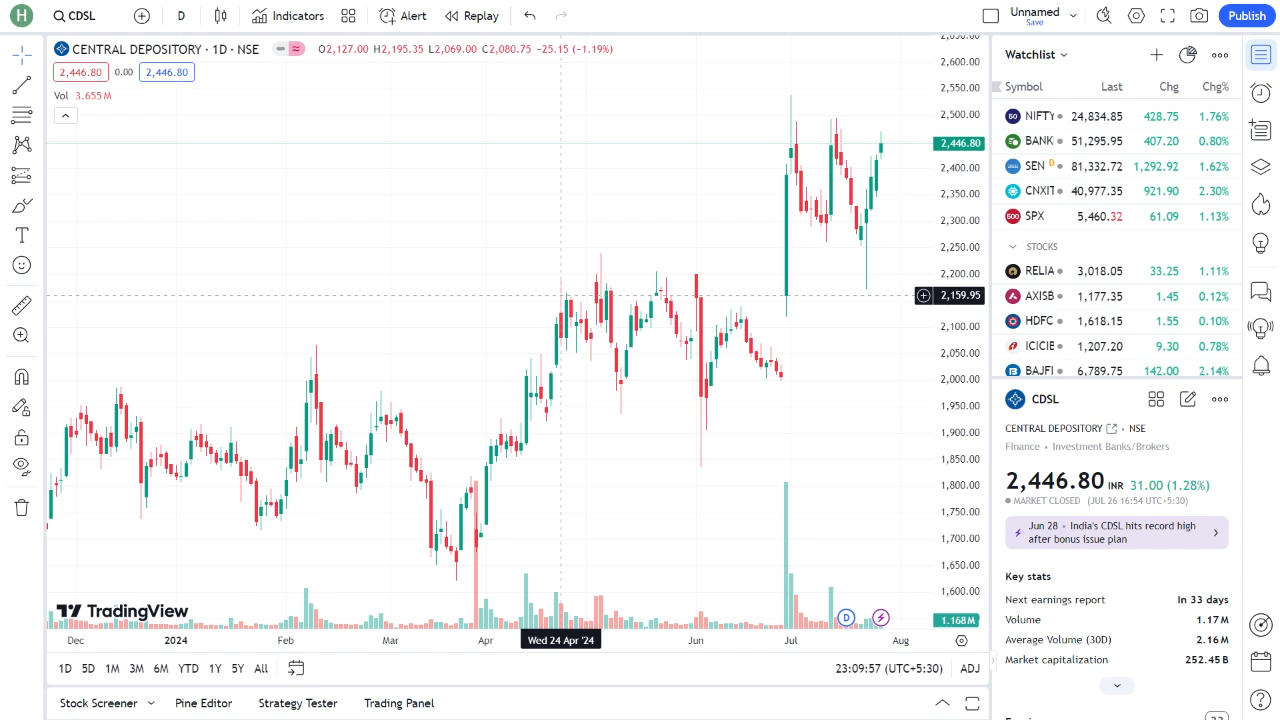 H CDSL D Indicators Alert Replay Unnamed Save Publish
CENTRAL DEPOSITORY · 1D · NSE O2,127.00 H2,195.35 L2,069.00 C2,080.75 -25.15 (-1.19%)
2,446.80 0.00 2,446.80
Vol 3.655M
2,600.00
2,550.00
2,500.00
2,446.80
2,400.00
2,350.00
2,300.00
2,250.00
2,200.00
2,159.95
2,100.00
2,050.00
2,000.00
1,950.00
1,900.00
1,850.00
1,800.00
1,750.00
1,700.00
1,650.00
1,600.00
1.168M
TradingView
D
Dec 2024 Feb Mar Apr Wed 24 Apr '24 Jun Jul Aug
1D 5D 1M 3M 6M YTD 1Y 5Y All 23:09:57 (UTC+5:30) ADJ
Stock Screener Pine Editor Strategy Tester Trading Panel
Watchlist
Symbol Last Chg Chg%
50 NIFTY 24,834.85 428.75 1.76%
BANK 51,295.95 407.20 0.80%
SEN D 81,332.72 1,292.92 1.62%
CNXIT 40,977.35 921.90 2.30%
500 SPX 5,460.32 61.09 1.13%
STOCKS
RELIA 3,018.05 33.25 1.11%
AXISB 1,177.35 1.45 0.12%
HDFC 1,618.15 1.55 0.10%
ICICIE 1,207.20 9.30 0.78%
BAJFI 6,789.75 142.00 2.14%
CDSL
CENTRAL DEPOSITORY • NSE
Finance • Investment Banks/Brokers
2,446.80 INR 31.00 (1.28%)
MARKET CLOSED (JUL 26 16:54 UTC+5:30)
Jun 28 • India's CDSL hits record high
after bonus issue plan
Key stats
Next earnings report In 33 days
Volume 1.17M
Average Volume (30D) 2.16M
Market capitalization 252.45B